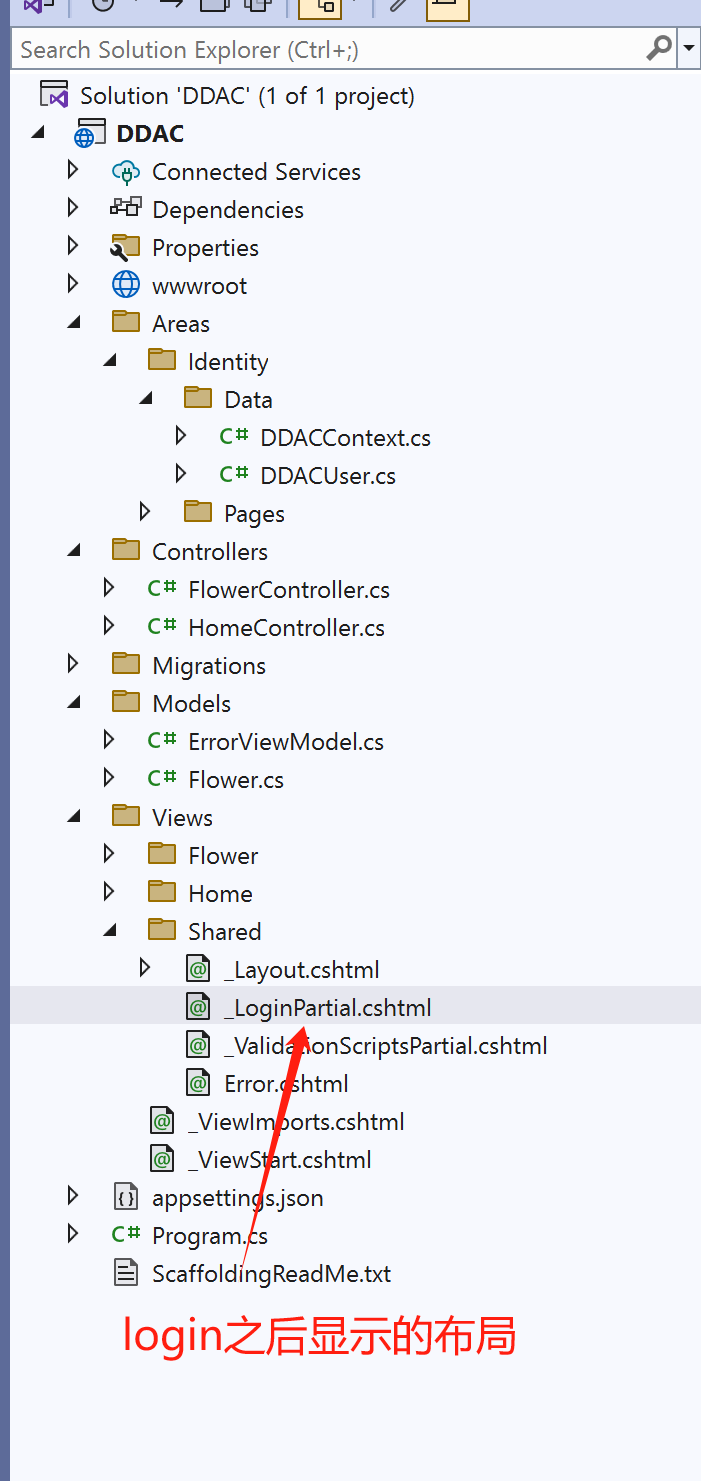 Search Solution Explorer (Ctrl+;)
Solution 'DDAC' (1 of 1 project)
DDAC
Connected Services
Dependencies
Properties
wwwroot
Areas
Identity
Data
C# DDACContext.cs
C# DDACUser.cs
Pages
Controllers
C# FlowerController.cs
C# HomeController.cs
Migrations
Models
C# ErrorViewModel.cs
C# Flower.cs
Views
Flower
Home
Shared
@ _Layout.cshtml
@ _LoginPartial.cshtml
@ _ValidationScriptsPartial.cshtml
@ Error.cshtml
@ _ViewImports.cshtml
@ _ViewStart.cshtml
appsettings.json
C# Program.cs
ScaffoldingReadMe.txt
login之后显示的布局